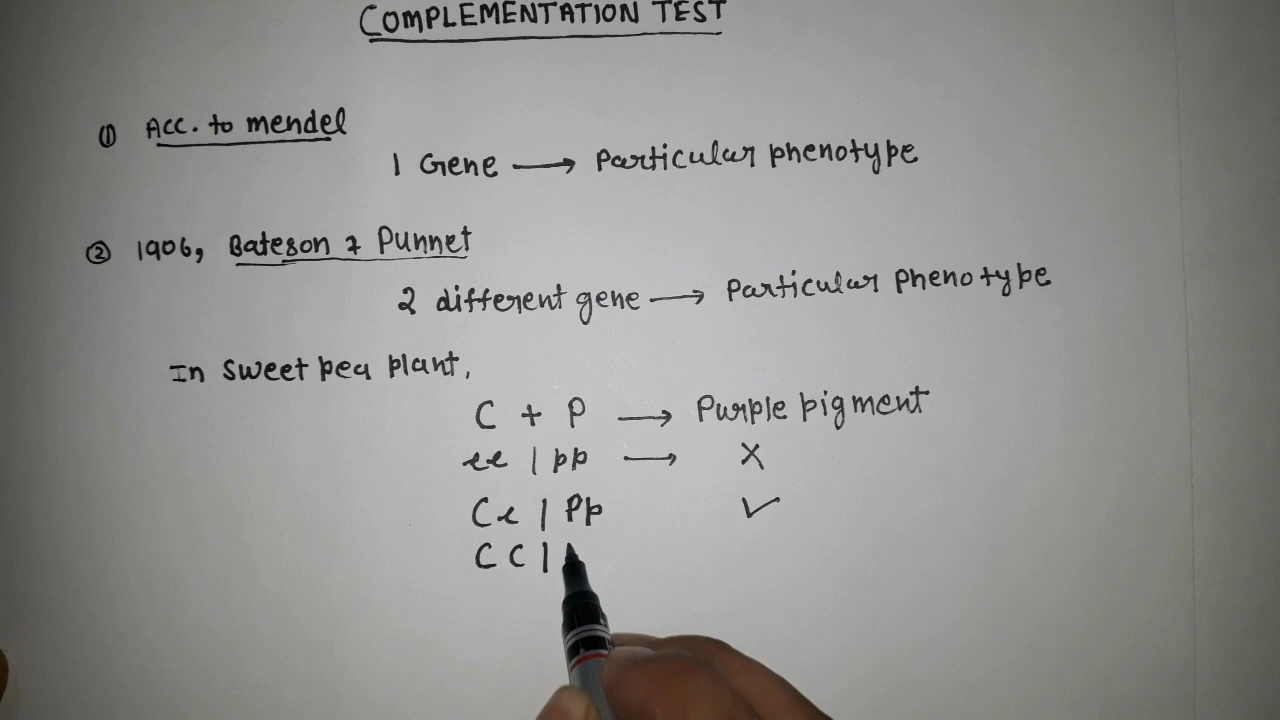 COMPLEMENTATION TEST
① Acc. to mendel
1 Gene → Particular phenotype
② 1906, Bateson & Punnet
2 different gene → Particular phenotype
In sweet pea plant,
C + P → Purple pigment
cc | pp → X
Cc | Pp ✓
CC |